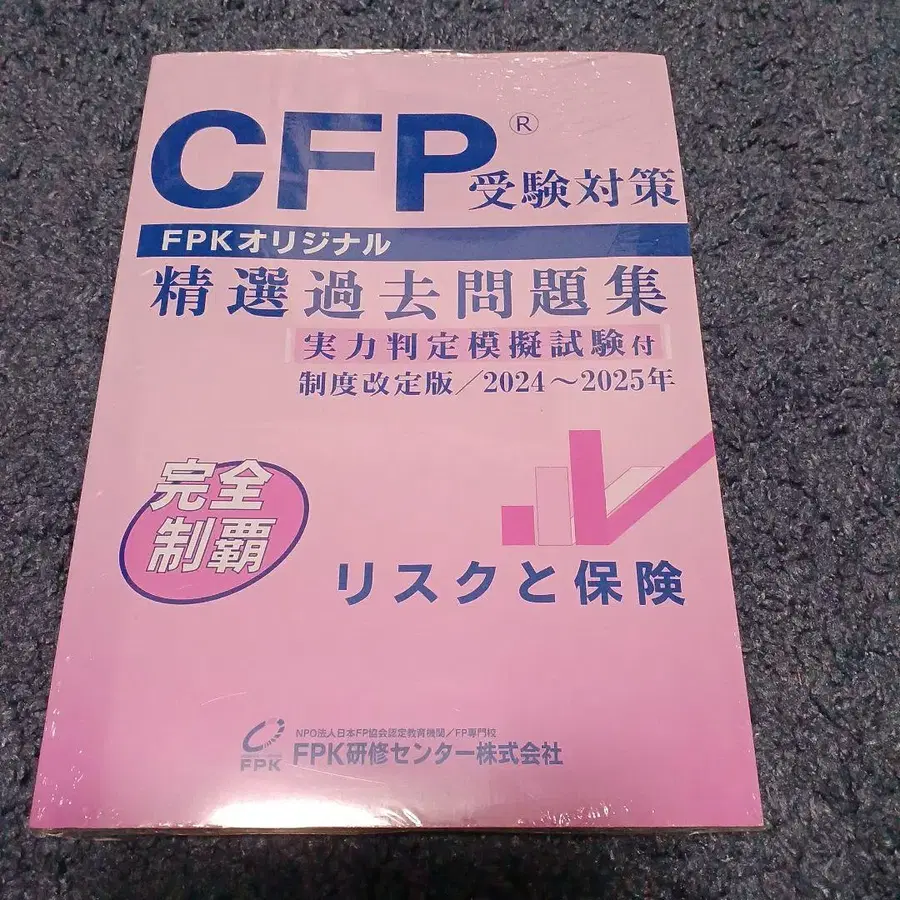 CFP® 受験対策
FPKオリジナル
精選過去問題集
実力判定模擬試験付
制度改定版／2024～2025年
完全
制覇
リスクと保険
NPO法人日本FP協会認定教育機関／FP専門校
FPK研修センター株式会社
FPK